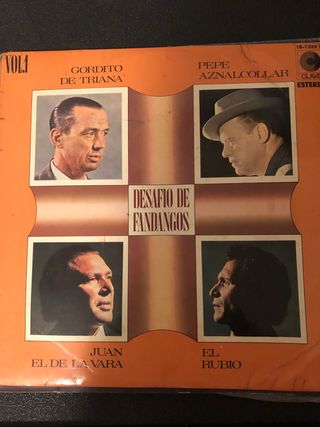 VOL.1
GORDITO
DE TRIANA
PEPE
AZNALCOLLAR
C
CLAVE
ESTEREO
DESAFIO DE
FANDANGOS
JUAN
EL DE LA VARA
EL
RUBIO